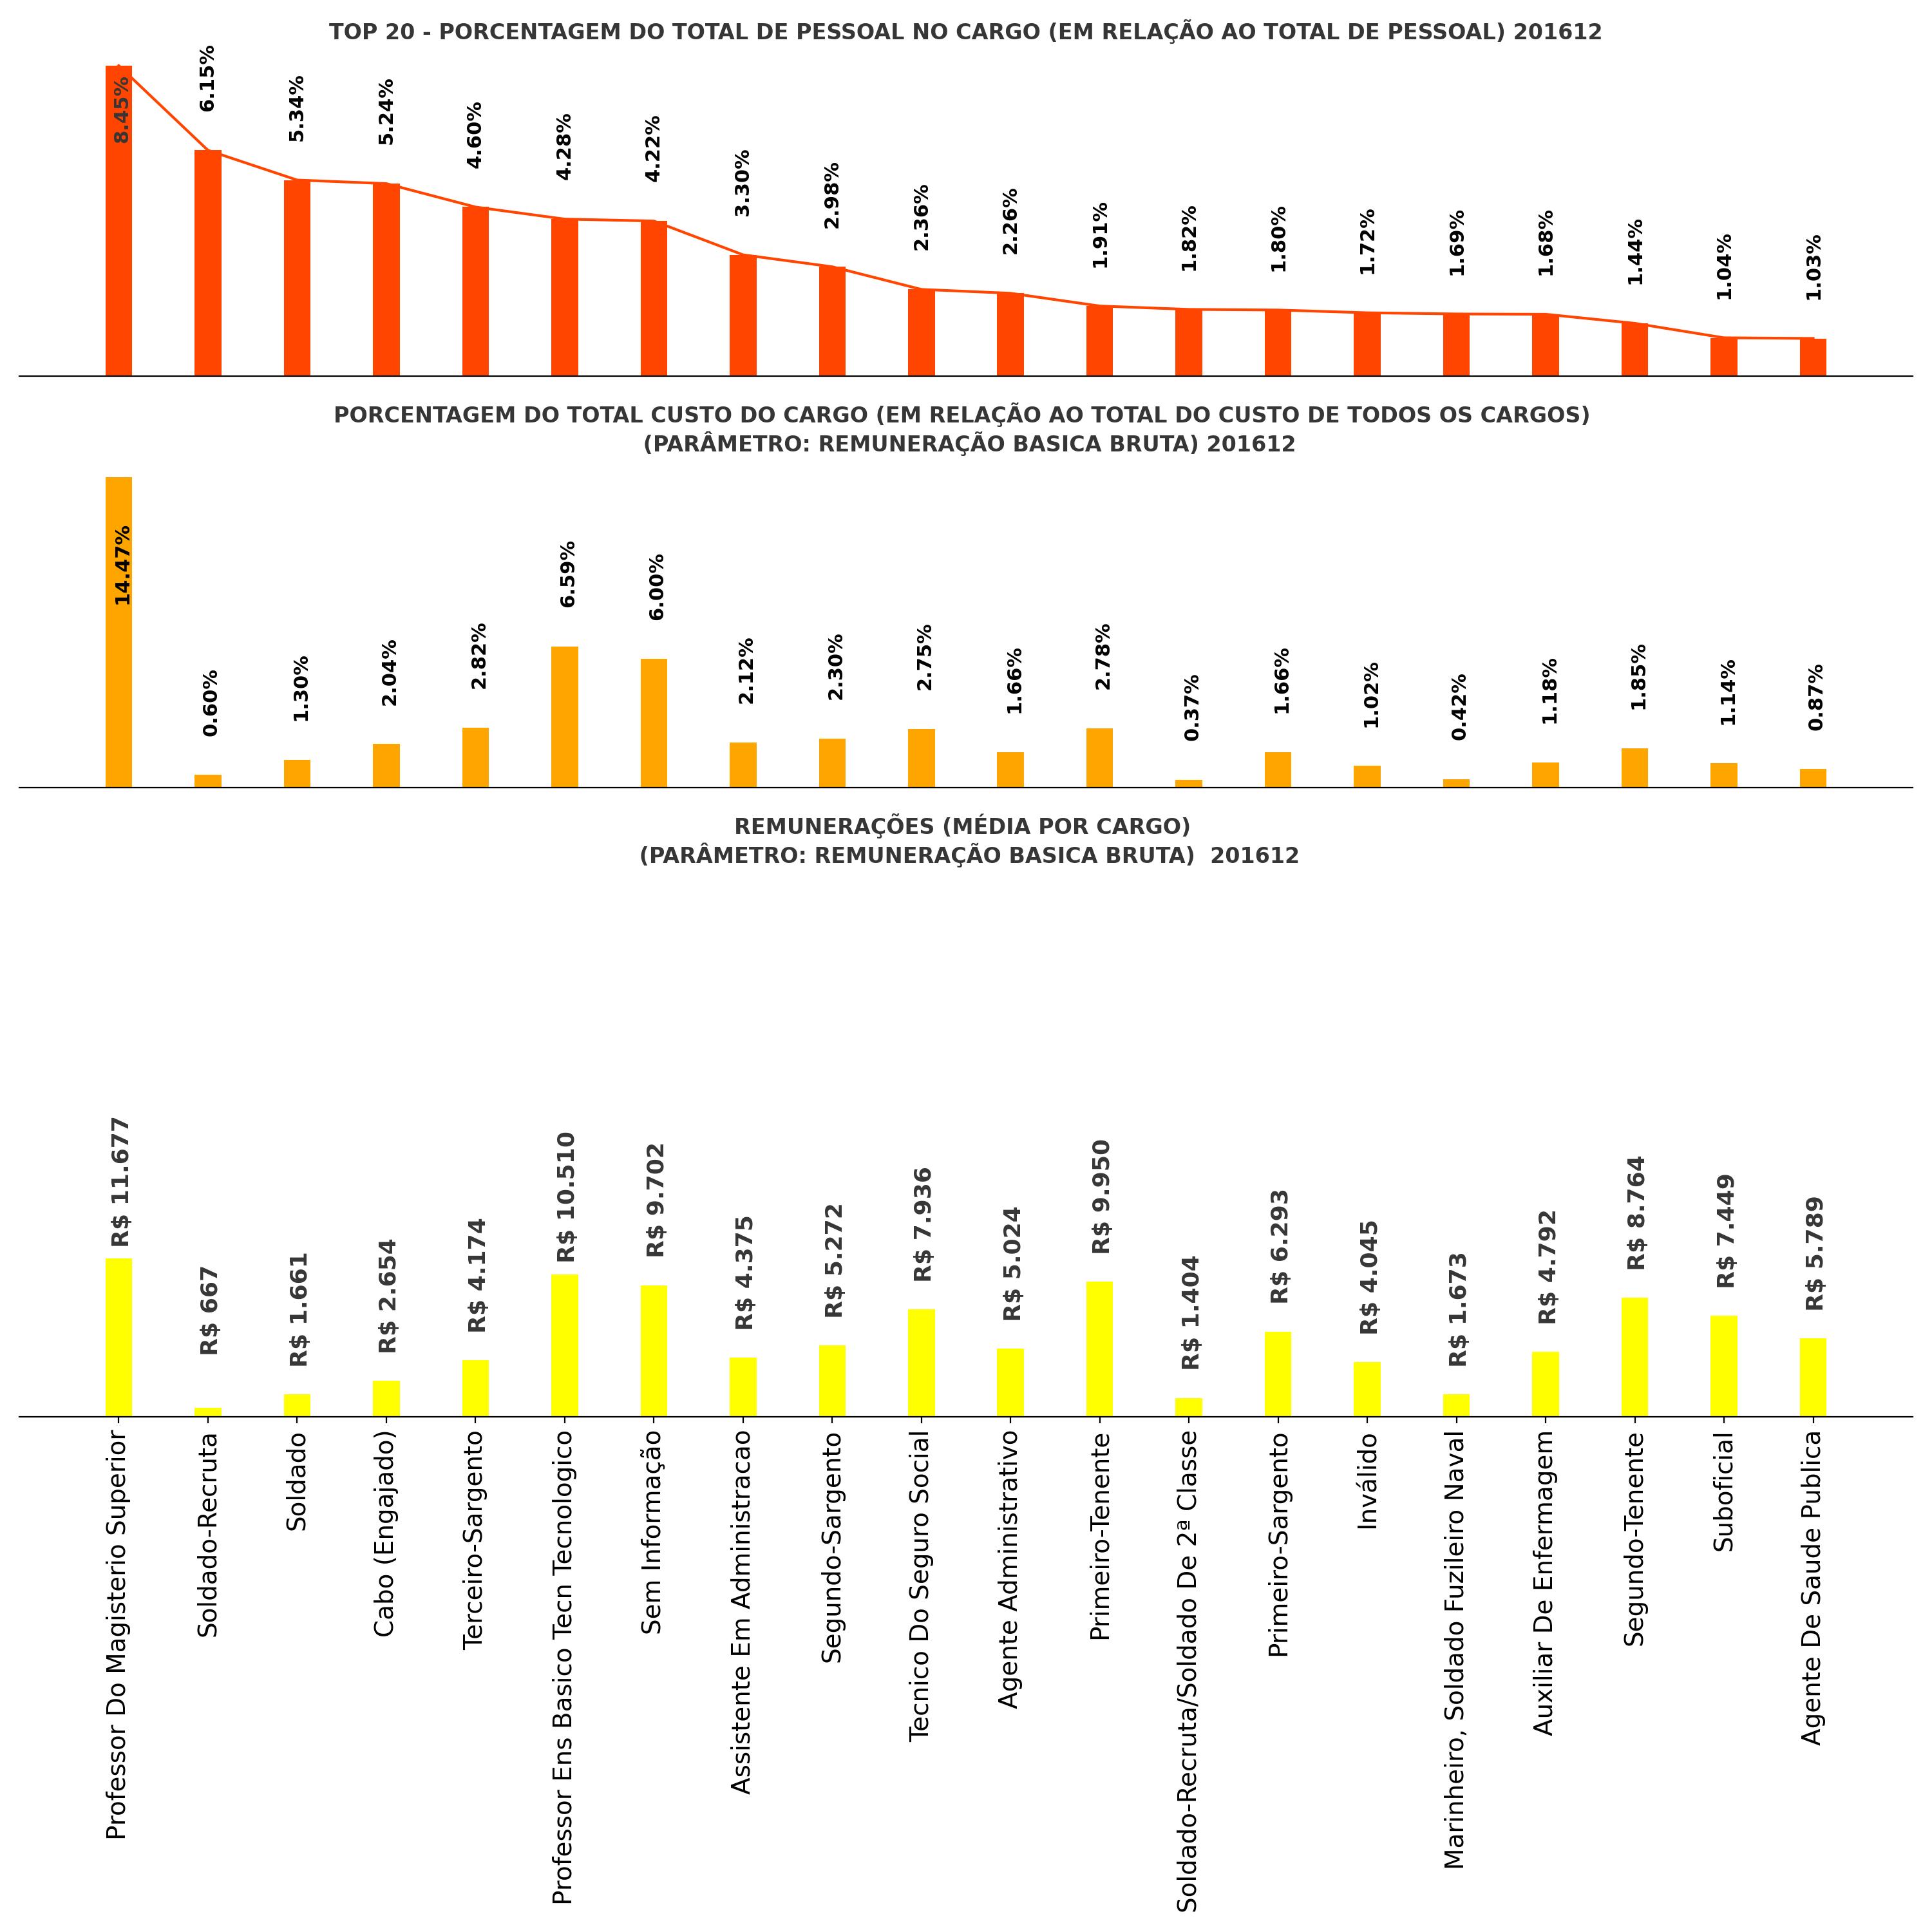 TOP 20 - PORCENTAGEM DO TOTAL DE PESSOAL NO CARGO (EM RELAÇÃO AO TOTAL DE PESSOAL) 201612
8.45%
6.15%
5.34%
5.24%
4.60%
4.28%
4.22%
3.30%
2.98%
2.36%
2.26%
1.91%
1.82%
1.80%
1.72%
1.69%
1.68%
1.44%
1.04%
1.03%
PORCENTAGEM DO TOTAL CUSTO DO CARGO (EM RELAÇÃO AO TOTAL DO CUSTO DE TODOS OS CARGOS)
(PARÂMETRO: REMUNERAÇÃO BASICA BRUTA) 201612
14.47%
0.60%
1.30%
2.04%
2.82%
6.59%
6.00%
2.12%
2.30%
2.75%
1.66%
2.78%
0.37%
1.66%
1.02%
0.42%
1.18%
1.85%
1.14%
0.87%
REMUNERAÇÕES (MÉDIA POR CARGO)
(PARÂMETRO: REMUNERAÇÃO BASICA BRUTA)  201612
R$ 11.677
R$ 667
R$ 1.661
R$ 2.654
R$ 4.174
R$ 10.510
R$ 9.702
R$ 4.375
R$ 5.272
R$ 7.936
R$ 5.024
R$ 9.950
R$ 1.404
R$ 6.293
R$ 4.045
R$ 1.673
R$ 4.792
R$ 8.764
R$ 7.449
R$ 5.789
Professor Do Magisterio Superior
Soldado-Recruta
Soldado
Cabo (Engajado)
Terceiro-Sargento
Professor Ens Basico Tecn Tecnologico
Sem Informação
Assistente Em Administracao
Segundo-Sargento
Tecnico Do Seguro Social
Agente Administrativo
Primeiro-Tenente
Soldado-Recruta/Soldado De 2ª Classe
Primeiro-Sargento
Inválido
Marinheiro, Soldado Fuzileiro Naval
Auxiliar De Enfermagem
Segundo-Tenente
Suboficial
Agente De Saude Publica